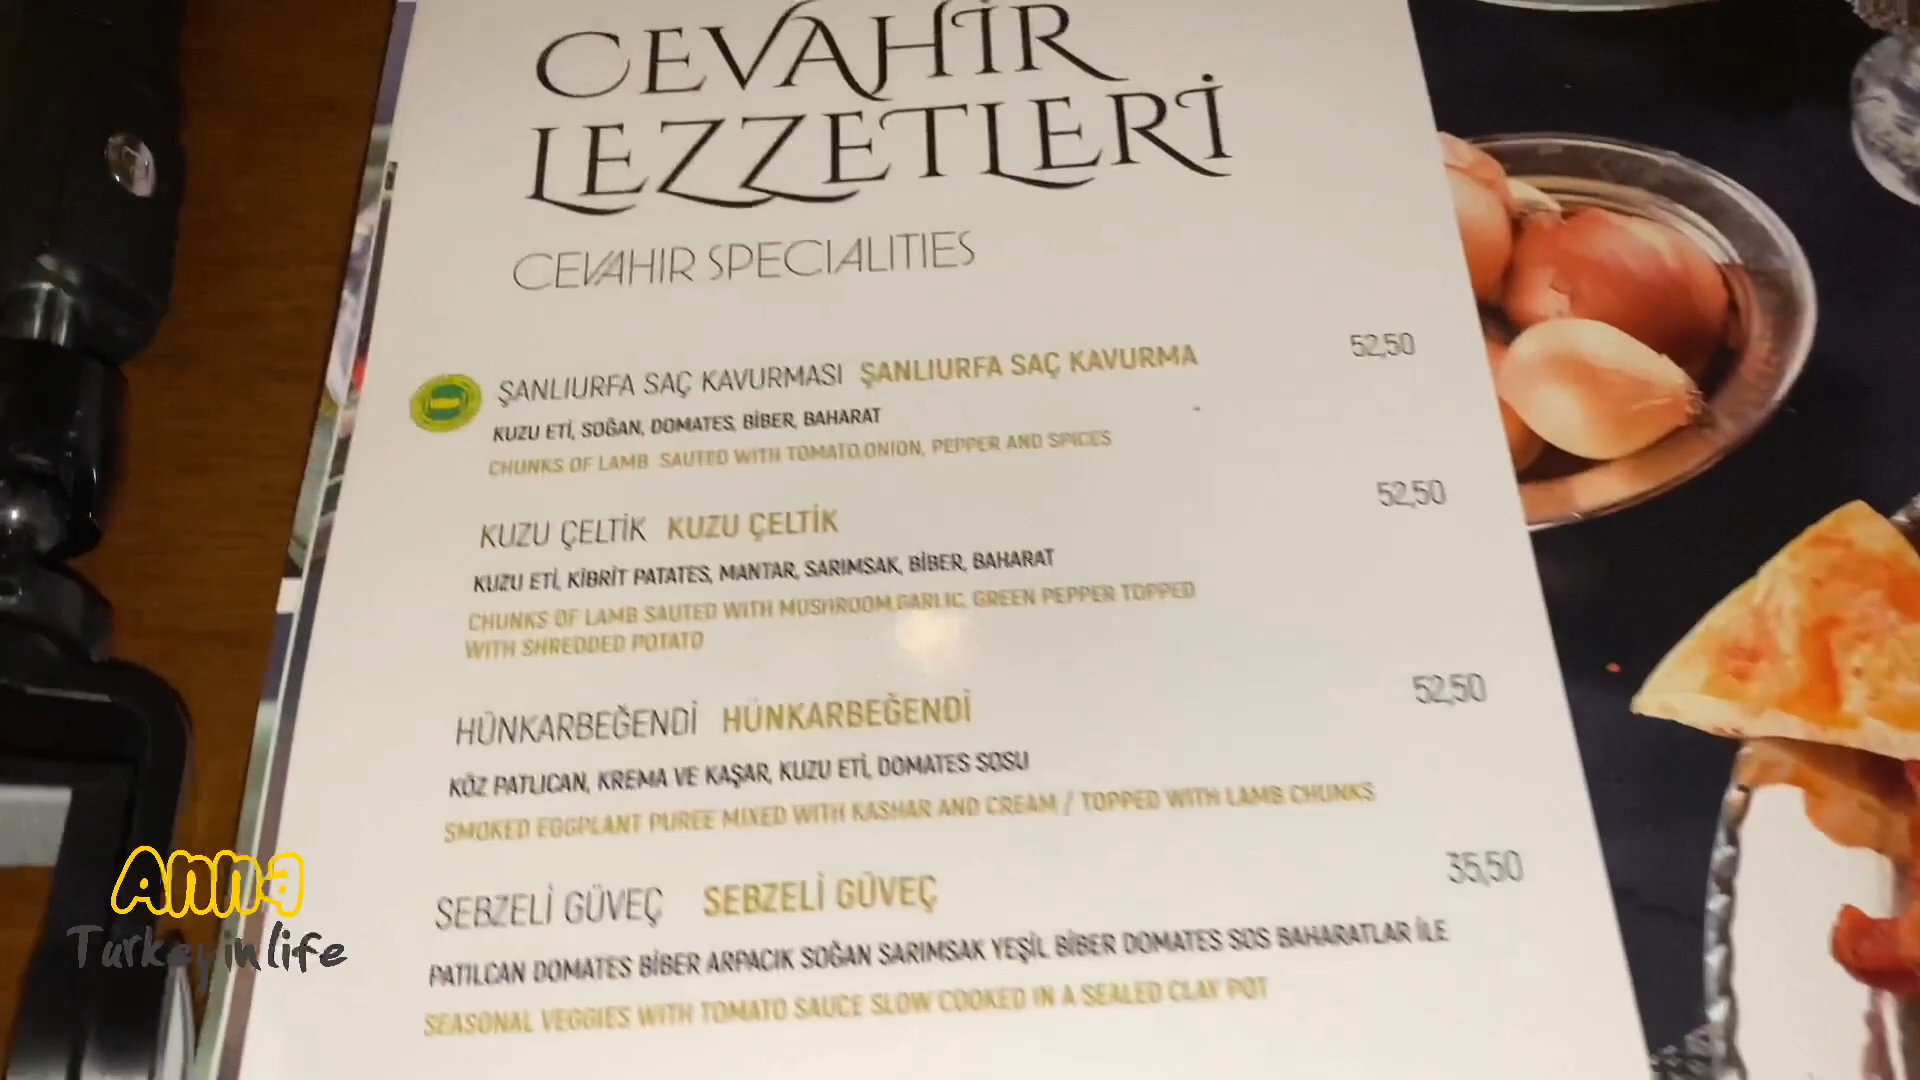 CEVAHİR
LEZZETLERİ
CEVAHIR SPECIALITIES
ŞANLIURFA SAÇ KAVURMASI ŞANLIURFA SAÇ KAVURMA 52,50
KUZU ETİ, SOĞAN, DOMATES, BİBER, BAHARAT
CHUNKS OF LAMB SAUTED WITH TOMATO,ONION, PEPPER AND SPICES
KUZU ÇELTİK KUZU ÇELTİK 52,50
KUZU ETİ, KİBRİT PATATES, MANTAR, SARIMSAK, BİBER, BAHARAT
CHUNKS OF LAMB SAUTED WITH MUSHROOM,GARLIC, GREEN PEPPER TOPPED
WITH SHREDDED POTATO
HÜNKARBEĞENDİ HÜNKARBEĞENDİ 52,50
KÖZ PATLICAN, KREMA VE KAŞAR, KUZU ETİ, DOMATES SOSU
SMOKED EGGPLANT PUREE MIXED WITH KASHAR AND CREAM / TOPPED WITH LAMB CHUNKS
SEBZELİ GÜVEÇ SEBZELİ GÜVEÇ 35,50
PATILCAN DOMATES BİBER ARPACIK SOĞAN SARIMSAK YEŞİL BİBER DOMATES SOS BAHARATLAR İLE
SEASONAL VEGGIES WITH TOMATO SAUCE SLOW COOKED IN A SEALED CLAY POT
Anna
Turkeyinlife